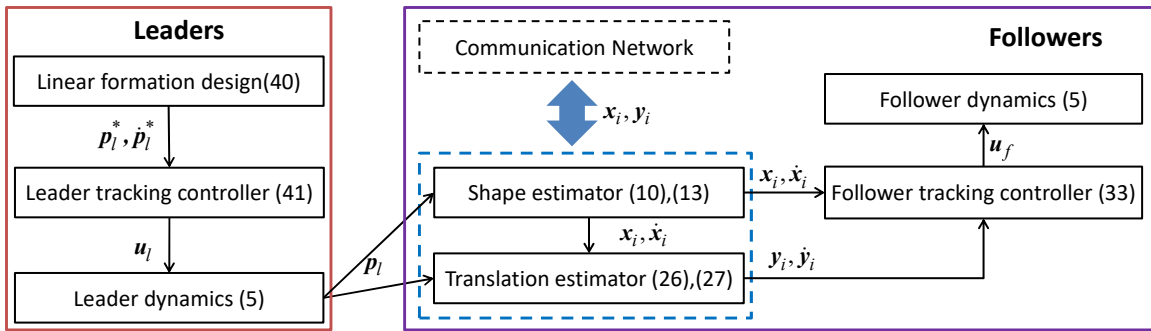 Leaders
Linear formation design(40)
p_l^*, ṗ_l^*
Leader tracking controller (41)
u_l
Leader dynamics (5)
p_l
Followers
Communication Network
x_i, y_i
Shape estimator (10),(13)
x_i, ẋ_i
Translation estimator (26),(27)
x_i, ẋ_i
y_i, ẏ_i
Follower dynamics (5)
u_f
Follower tracking controller (33)